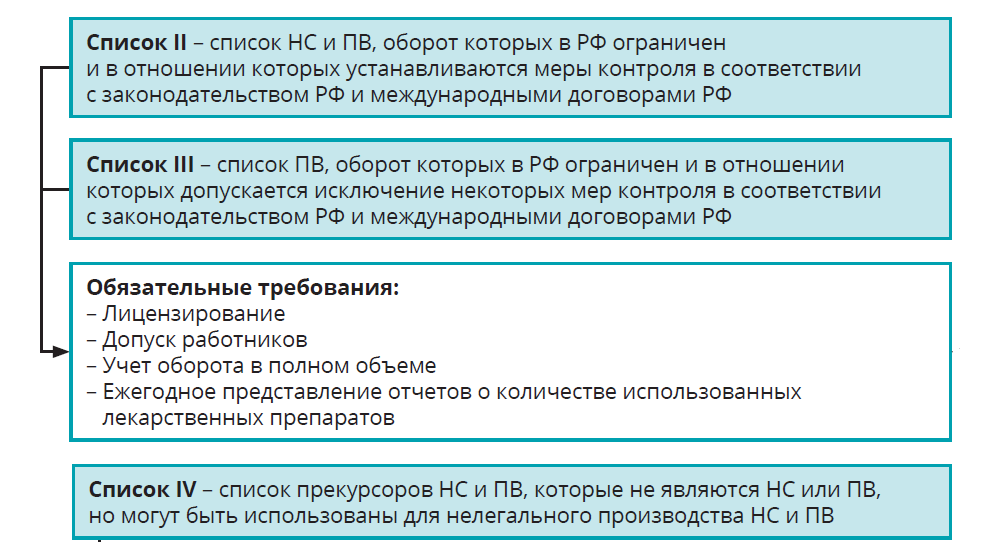 Список II – список НС и ПВ, оборот которых в РФ ограничен
и в отношении которых устанавливаются меры контроля в соответствии
с законодательством РФ и международными договорами РФ
Список III – список ПВ, оборот которых в РФ ограничен и в отношении
которых допускается исключение некоторых мер контроля в соответствии
с законодательством РФ и международными договорами РФ
Обязательные требования:
– Лицензирование
– Допуск работников
– Учет оборота в полном объеме
– Ежегодное представление отчетов о количестве использованных
лекарственных препаратов
Список IV – список прекурсоров НС и ПВ, которые не являются НС или ПВ,
но могут быть использованы для нелегального производства НС и ПВ